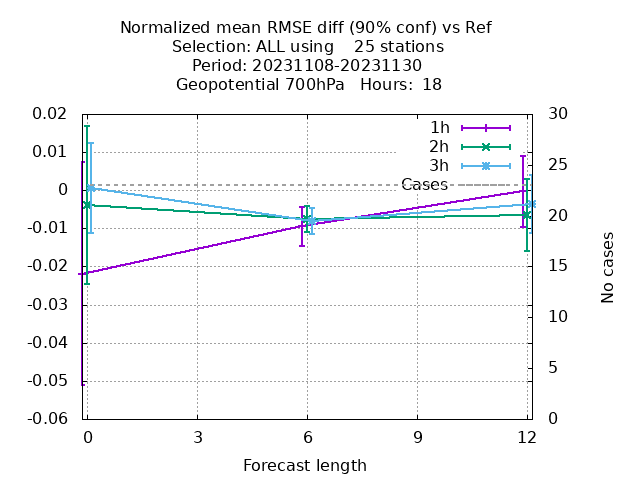 Normalized mean RMSE diff (90% conf) vs Ref
Selection: ALL using    25 stations
Period: 20231108-20231130
Geopotential 700hPa   Hours:  18
0.02
0.01
0
-0.01
-0.02
-0.03
-0.04
-0.05
-0.06
30
25
20
15
10
5
0
1h
2h
3h
Cases
No cases
0
3
6
9
12
Forecast length